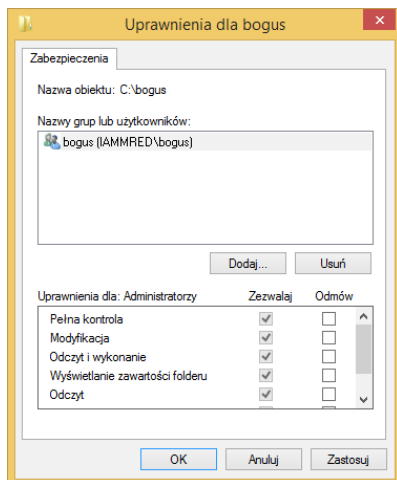 Uprawnienia dla bogus
Zabezpieczenia
Nazwa obiektu: C:\bogus
Nazwy grup lub użytkowników:
bogus (IAMMRED\bogus)
Dodaj... Usuń
Uprawnienia dla: Administratorzy Zezwalaj Odmów
Pełna kontrola
Modyfikacja
Odczyt i wykonanie
Wyświetlanie zawartości folderu
Odczyt
OK Anuluj Zastosuj